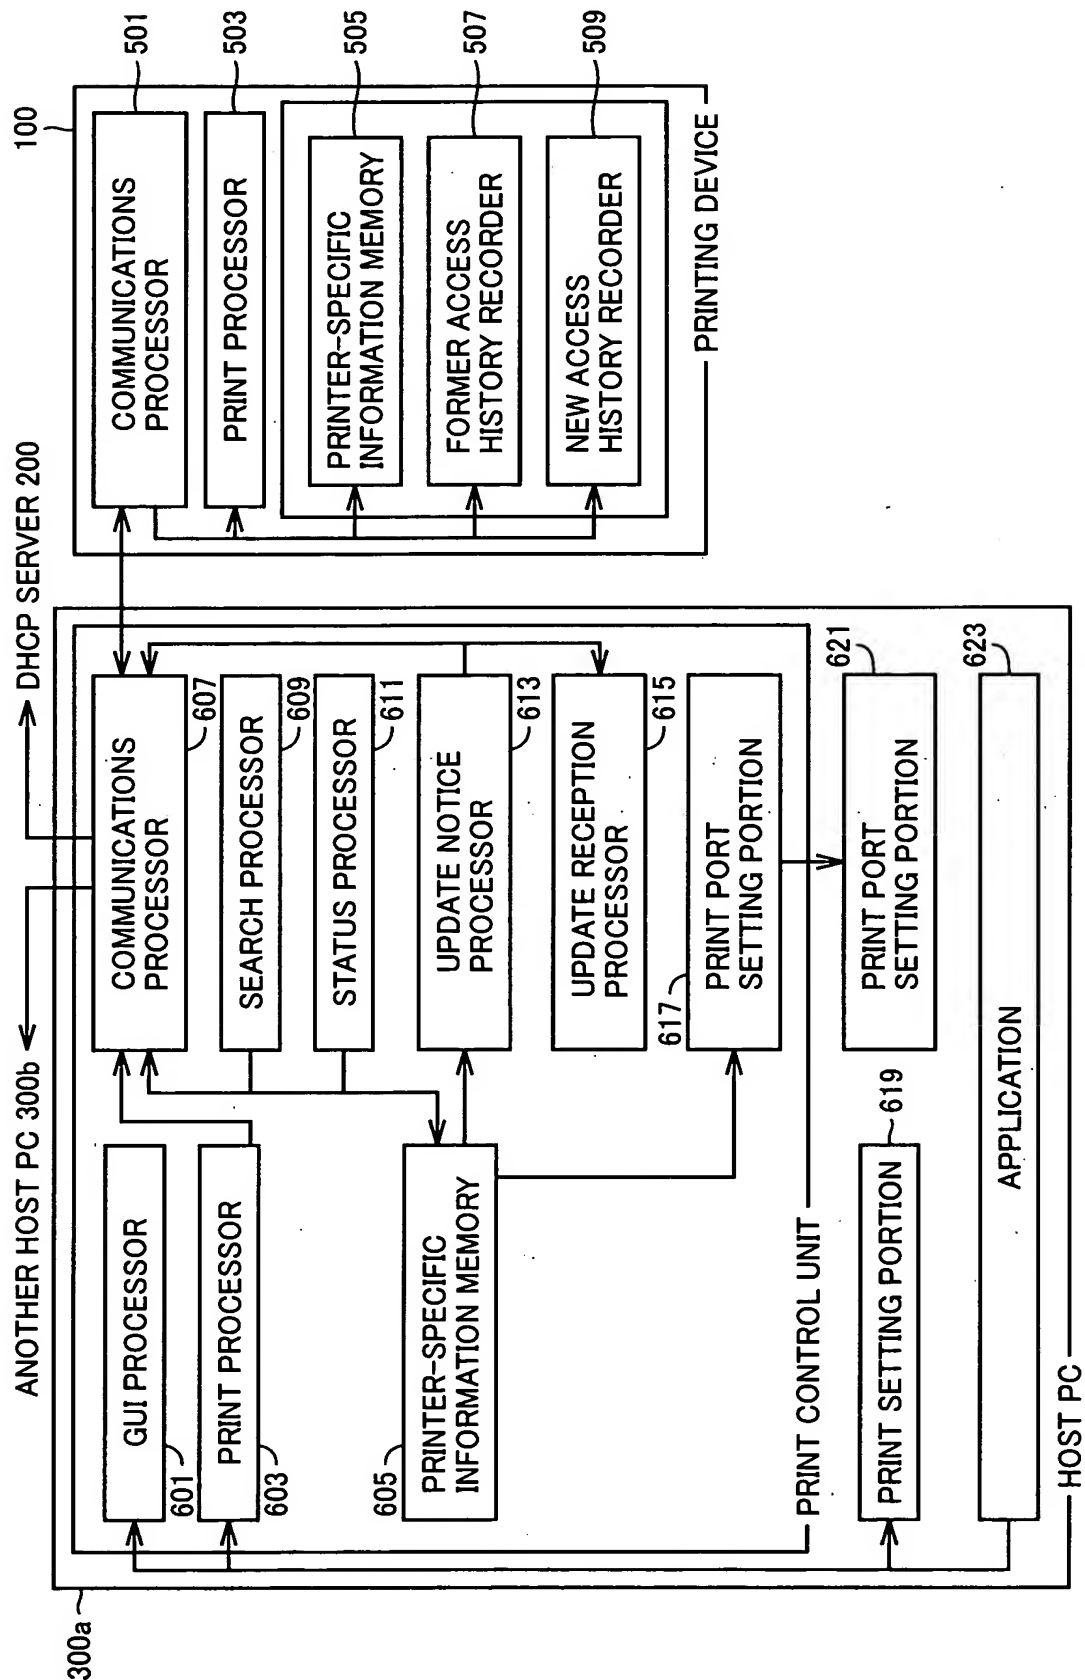 ANOTHER HOST PC 300b
DHCP SERVER 200
300a
100
GUI PROCESSOR
601
PRINT PROCESSOR
603
605
PRINTER-SPECIFIC
INFORMATION MEMORY
COMMUNICATIONS
PROCESSOR
607
SEARCH PROCESSOR
609
STATUS PROCESSOR
611
UPDATE NOTICE
PROCESSOR
613
UPDATE RECEPTION
PROCESSOR
615
617
PRINT PORT
SETTING PORTION
PRINT CONTROL UNIT
PRINT SETTING PORTION
619
PRINT PORT
SETTING PORTION
621
APPLICATION
623
HOST PC
COMMUNICATIONS
PROCESSOR
501
PRINT PROCESSOR
503
PRINTER-SPECIFIC
INFORMATION MEMORY
505
FORMER ACCESS
HISTORY RECORDER
507
NEW ACCESS
HISTORY RECORDER
509
PRINTING DEVICE